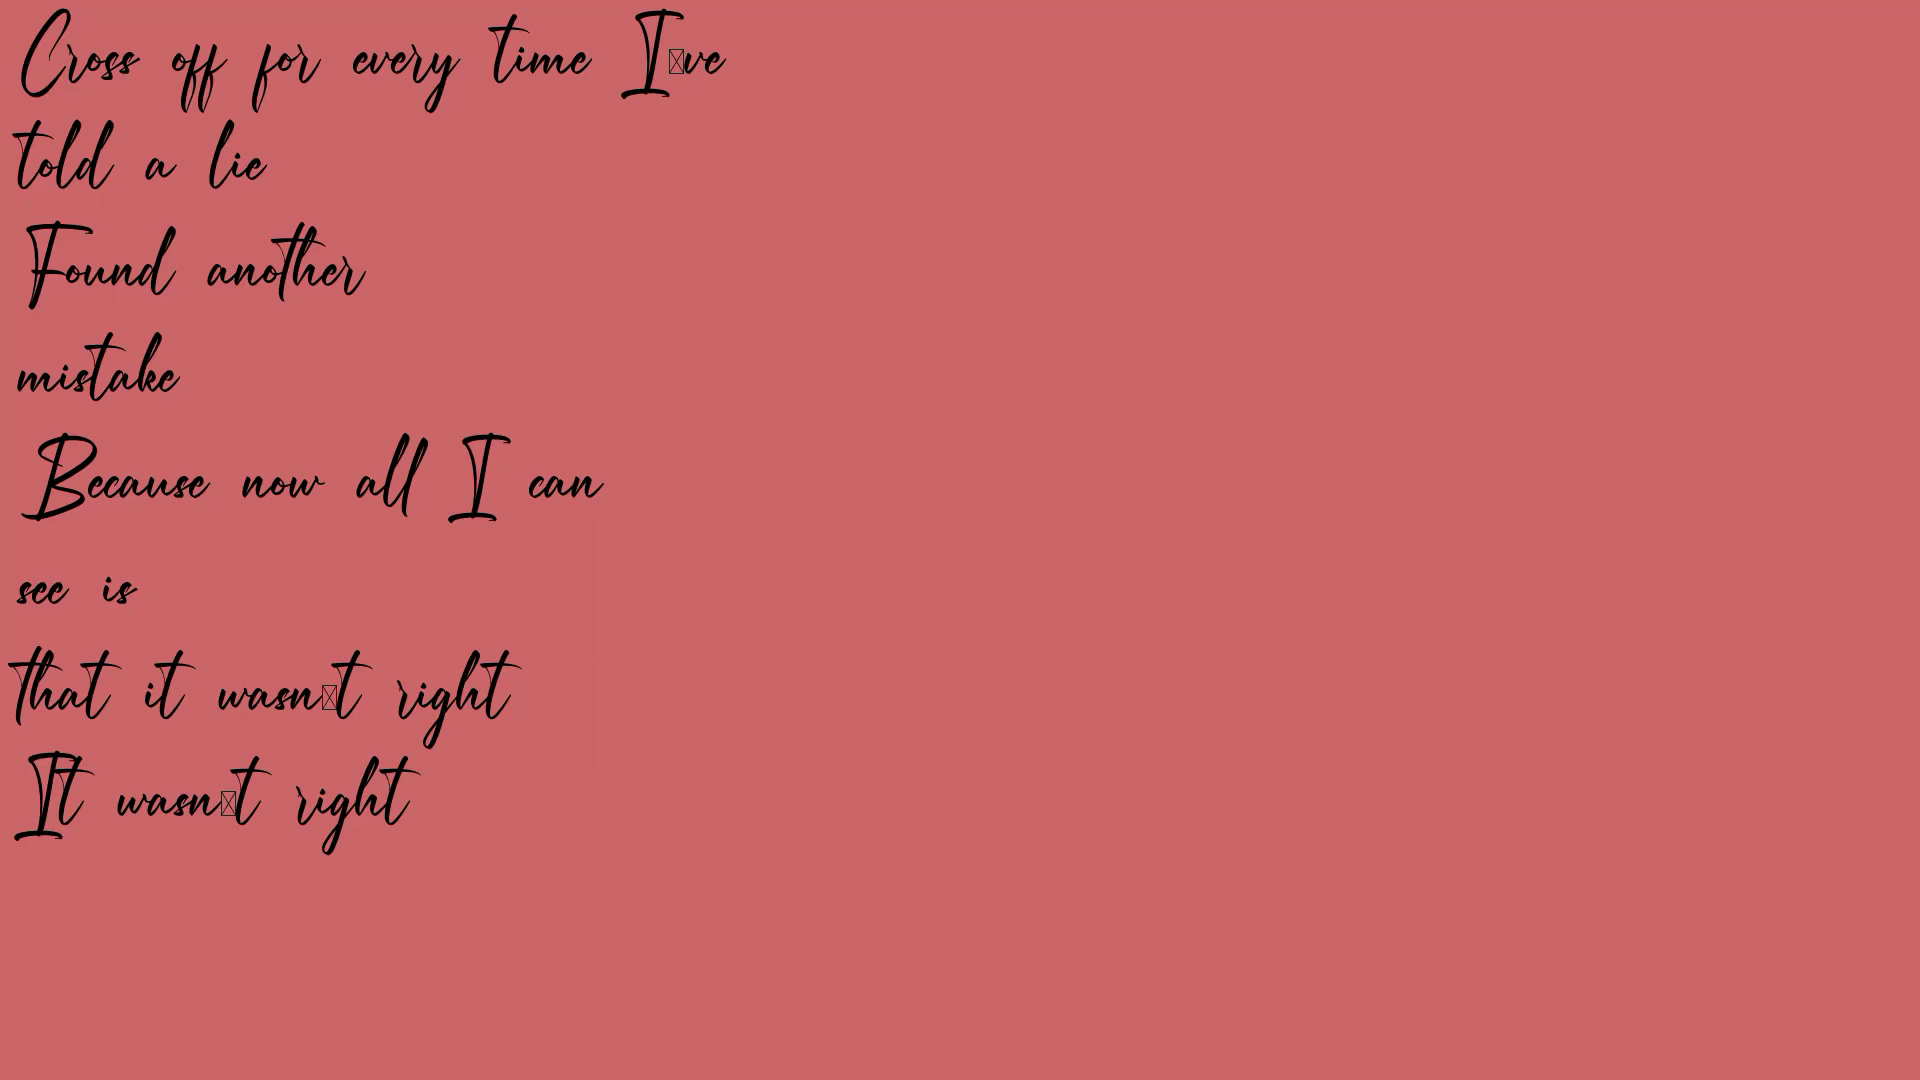 Cross off for every time I▯ve
told a lie
Found another
mistake
Because now all I can
see is
that it wasn▯t right
It wasn▯t right